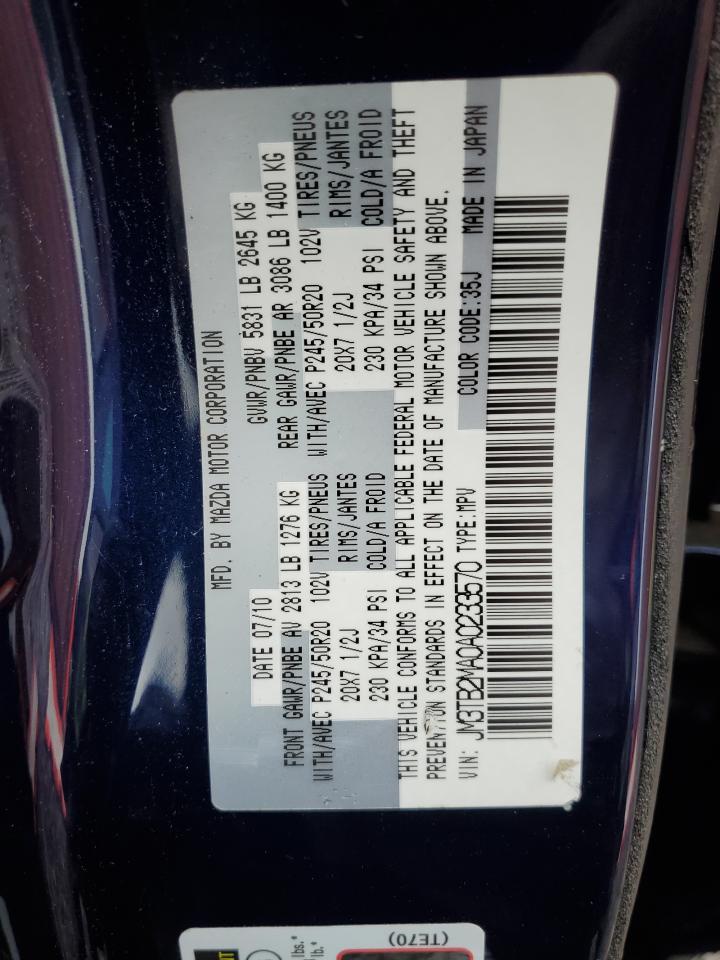 MFD. BY MAZDA MOTOR CORPORATION
DATE 07/10 GVWR/PNBV 5831 LB 2645 KG
FRONT GAWR/PNBE AV 2813 LB 1276 KG REAR GAWR/PNBE AR 3086 LB 1400 KG
WITH/AVEC P245/50R20 102V TIRES/PNEUS WITH/AVEC P245/50R20 102V TIRES/PNEUS
20X7 1/2J RIMS/JANTES 20X7 1/2J RIMS/JANTES
230 KPA/34 PSI COLD/A FROID 230 KPA/34 PSI COLD/A FROID
THIS VEHICLE CONFORMS TO ALL APPLICABLE FEDERAL MOTOR VEHICLE SAFETY AND THEFT
PREVENTION STANDARDS IN EFFECT ON THE DATE OF MANUFACTURE SHOWN ABOVE.
VIN: JM3TB2MA0A0233570 TYPE:MPV COLOR CODE:35J MADE IN JAPAN
(TE70)
lbs.*
lb.*